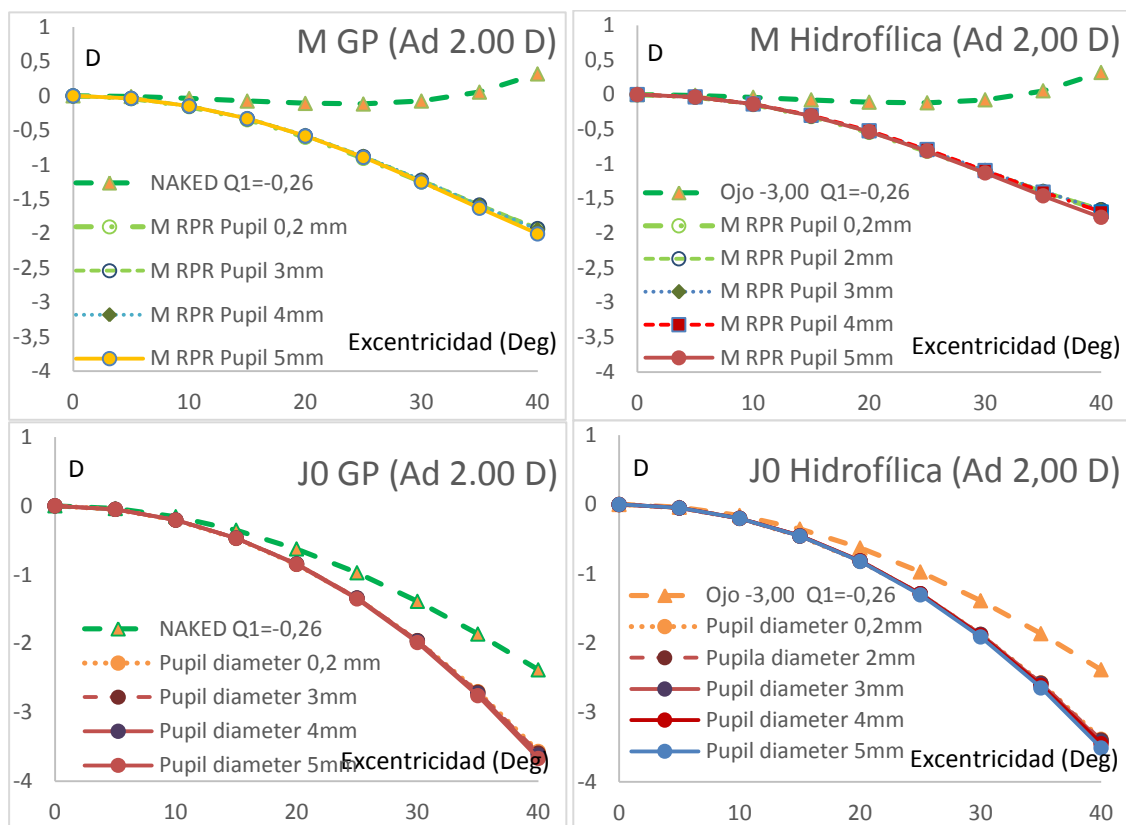 M GP (Ad 2.00 D)
D
1
0,5
0
-0,5
-1
-1,5
-2
-2,5
-3
-3,5
-4
NAKED Q1=-0,26
M RPR Pupil 0,2 mm
M RPR Pupil 3mm
M RPR Pupil 4mm
M RPR Pupil 5mm
Excentricidad (Deg)
0 10 20 30 40
M Hidrofílica (Ad 2,00 D)
D
1
0,5
0
-0,5
-1
-1,5
-2
-2,5
-3
-3,5
-4
Ojo -3,00 Q1=-0,26
M RPR Pupil 0,2mm
M RPR Pupil 2mm
M RPR Pupil 3mm
M RPR Pupil 4mm
M RPR Pupil 5mm
Excentricidad (Deg)
0 10 20 30 40
J0 GP (Ad 2.00 D)
D
1
0
-1
-2
-3
-4
NAKED Q1=-0,26
Pupil diameter 0,2 mm
Pupil diameter 3mm
Pupil diameter 4mm
Pupil diameter 5mm
Excentricidad (Deg)
0 10 20 30 40
J0 Hidrofílica (Ad 2,00 D)
D
1
0
-1
-2
-3
-4
Ojo -3,00 Q1=-0,26
Pupil diameter 0,2mm
Pupila diameter 2mm
Pupil diameter 3mm
Pupil diameter 4mm
Pupil diameter 5mm
Excentricidad (Deg)
0 10 20 30 40